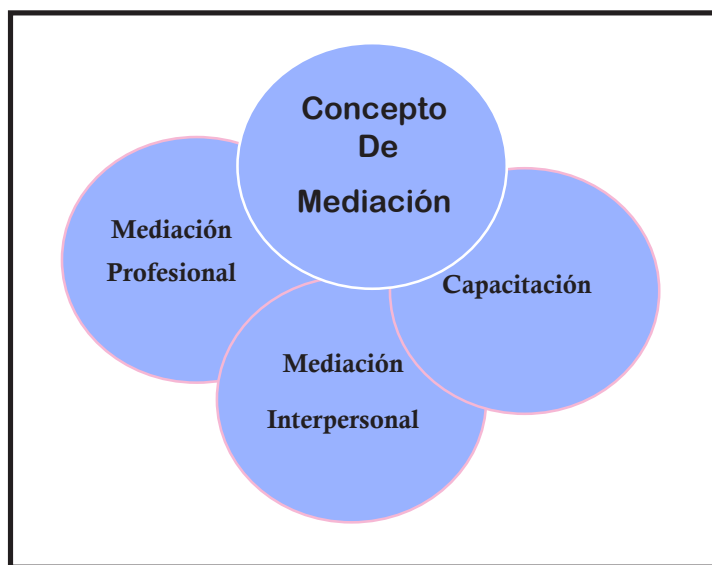 Concepto
De
Mediación
Mediación
Profesional
Capacitación
Mediación
Interpersonal